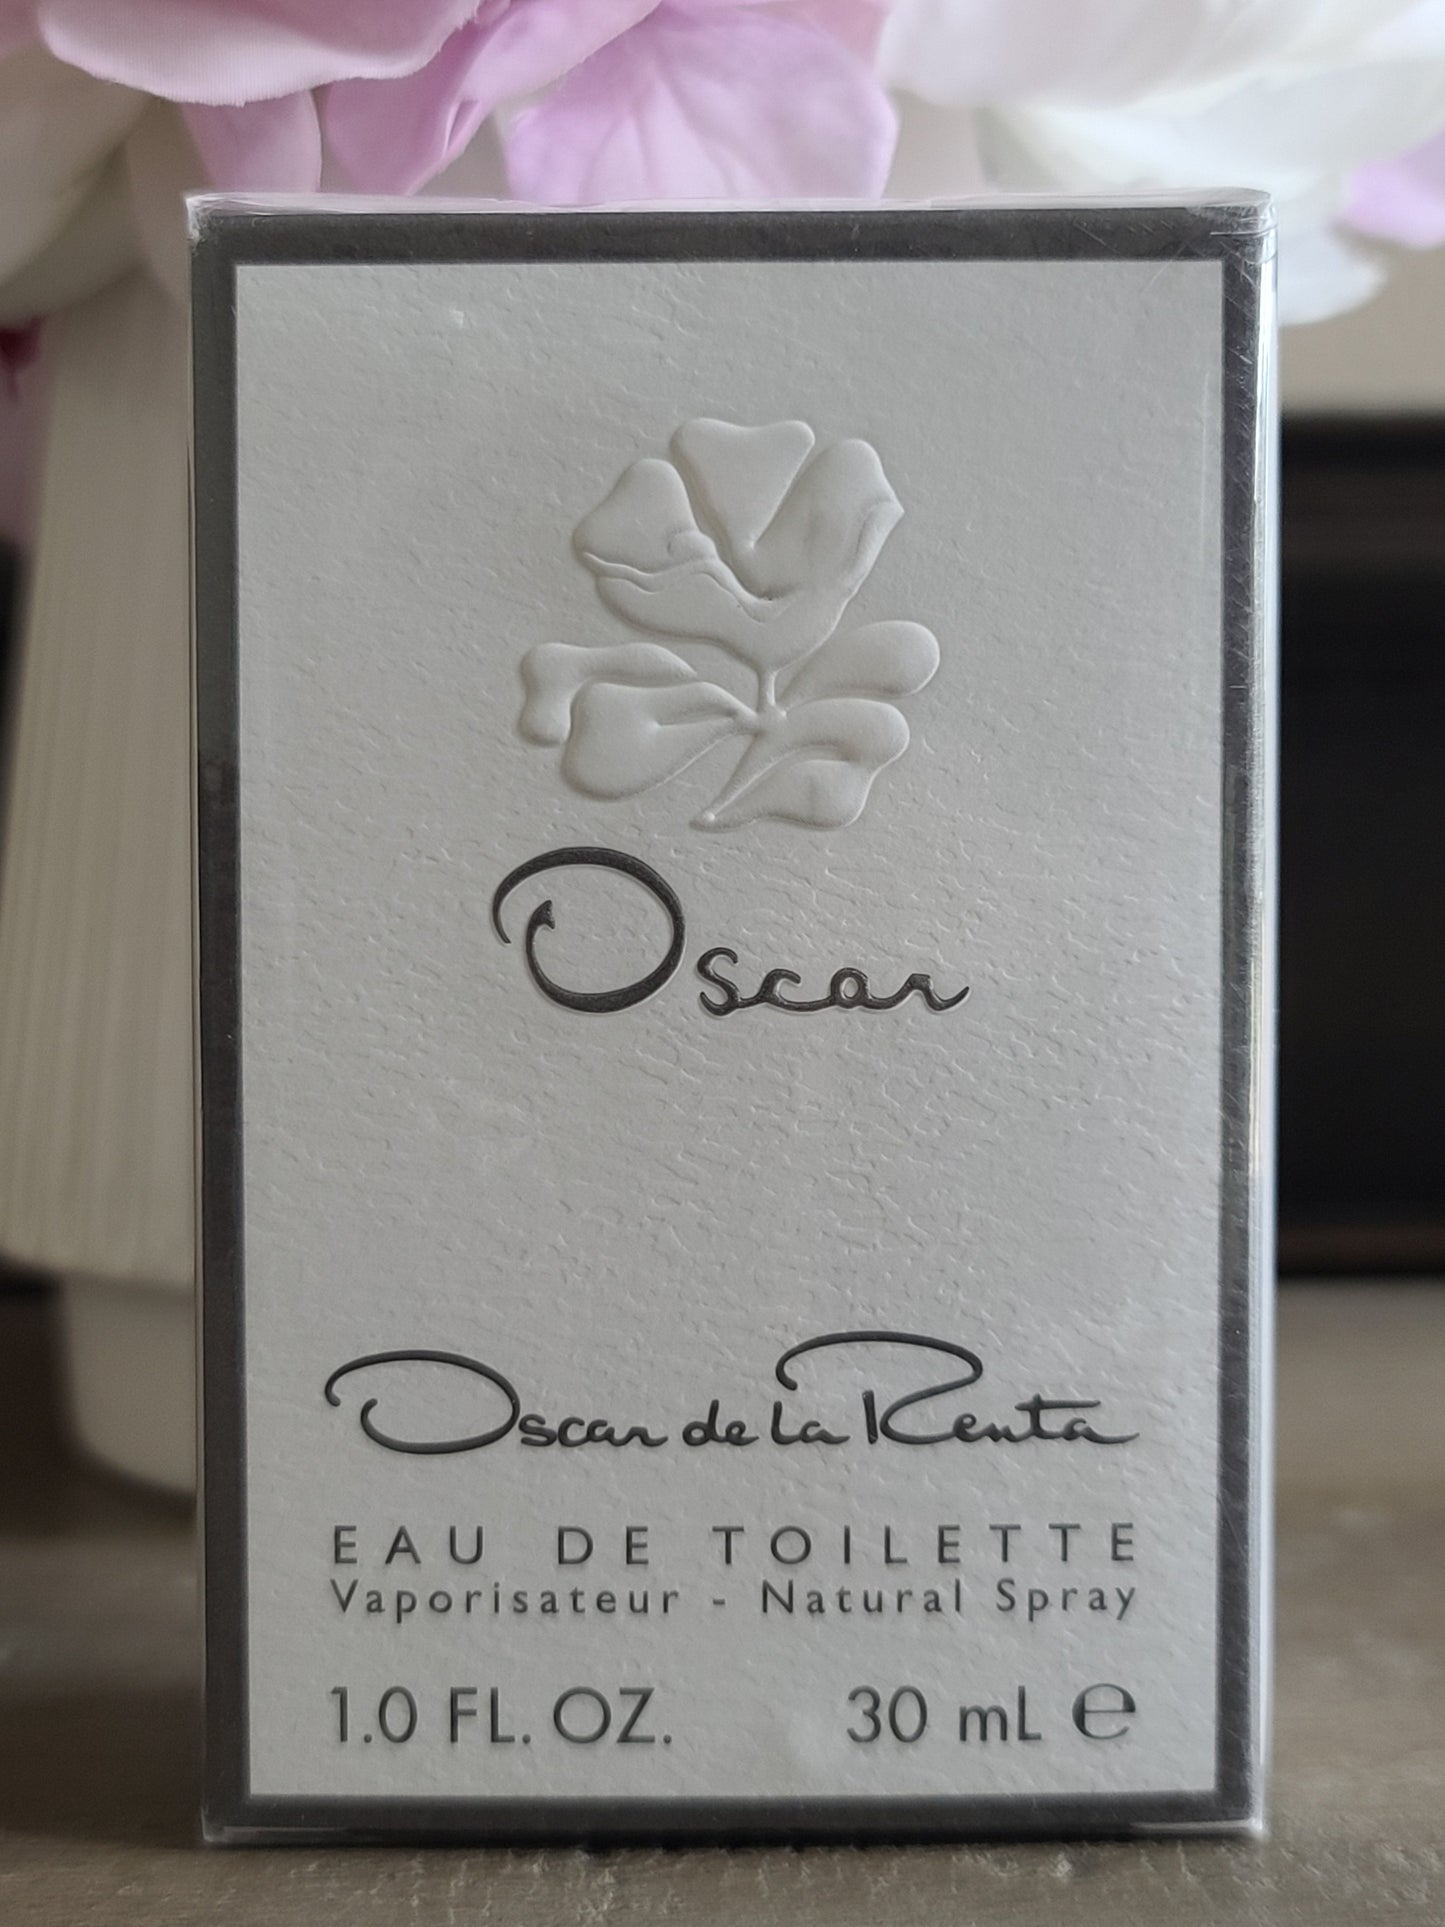 Oscar
Oscar de la Renta
EAU DE TOILETTE
Vaporisateur - Natural Spray
1.0 FL. OZ. 30 mL ℮